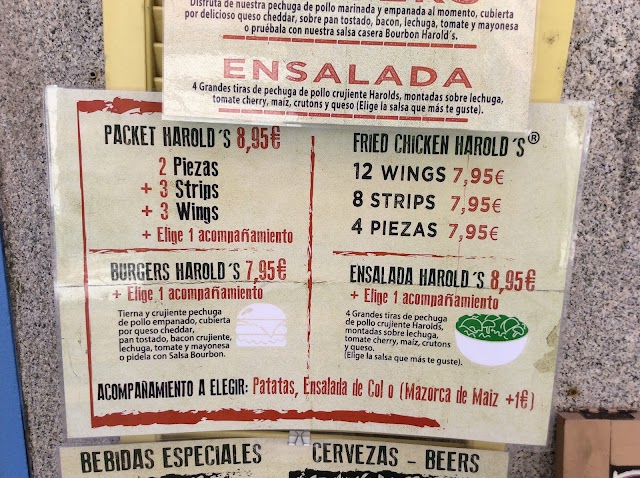 Disfruta de nuestra pechuga de pollo marinada y empanada al momento, cubierta
por delicioso queso cheddar, sobre pan tostado, bacon, lechuga, tomate y mayonesa
o pruébala con nuestra salsa casera Bourbon Harold´s.
ENSALADA
4 Grandes tiras de pechuga de pollo crujiente Harolds, montadas sobre lechuga,
tomate cherry, maíz, crutons y queso (Elige la salsa que más te guste).
PACKET HAROLD´S 8,95€
2 Piezas
+ 3 Strips
+ 3 Wings
+ Elige 1 acompañamiento
FRIED CHICKEN HAROLD´S®
12 WINGS 7,95€
8 STRIPS 7,95€
4 PIEZAS 7,95€
BURGERS HAROLD´S 7,95€
+ Elige 1 acompañamiento
Tierna y crujiente pechuga
de pollo empanado, cubierta
por queso cheddar,
pan tostado, bacon crujiente,
lechuga, tomate y mayonesa
o pidela con Salsa Bourbon.
ENSALADA HAROLD´S 8,95€
+ Elige 1 acompañamiento
4 Grandes tiras de pechuga
de pollo crujiente Harolds,
montadas sobre lechuga,
tomate cherry, maíz, crutons
y queso.
(Elige la salsa que más te guste).
ACOMPAÑAMIENTO A ELEGIR: Patatas, Ensalada de Col o (Mazorca de Maiz +1€)
BEBIDAS ESPECIALES
CERVEZAS - BEERS